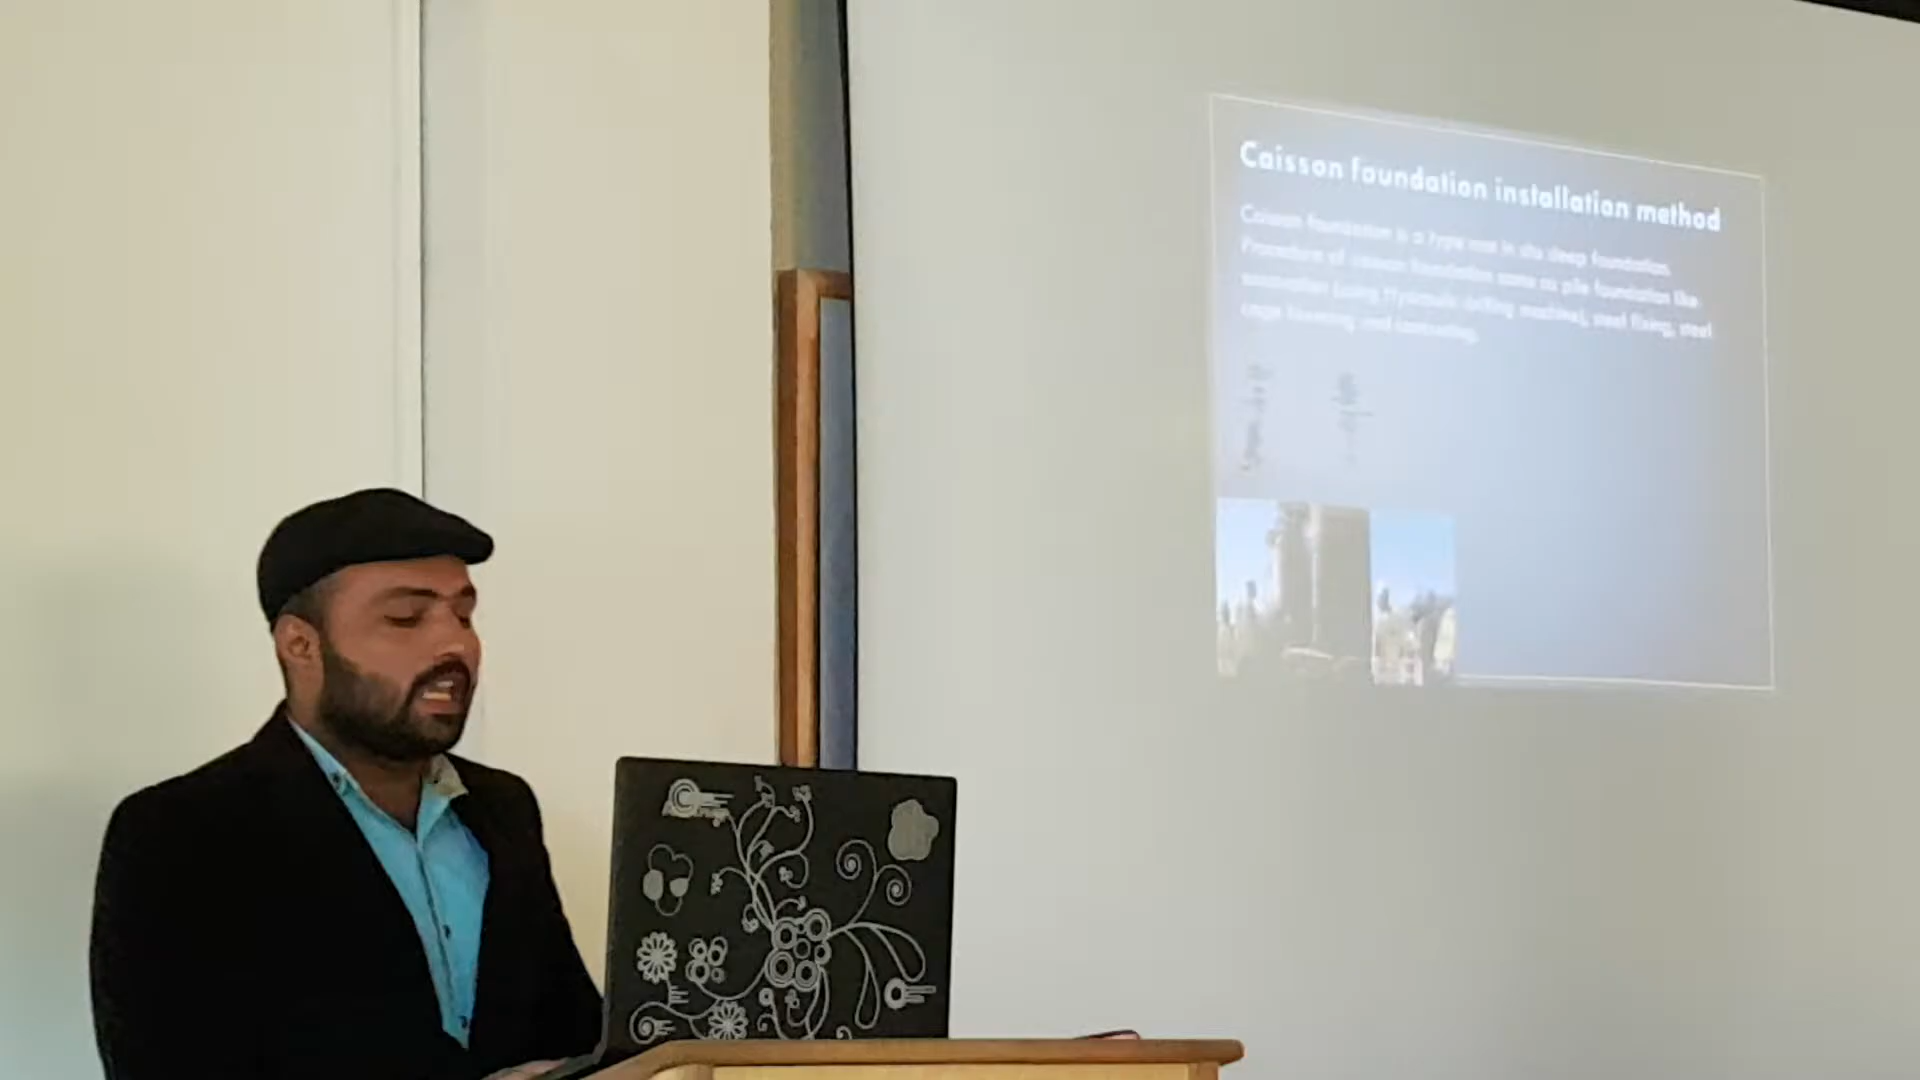 Caisson foundation installation method
Caisson foundation is a type cast in situ deep foundation.
Procedure of caisson foundation same as pile foundation like
excavation (using Hydraulic drilling machine), steel fixing, steel
cage lowering and concreting.